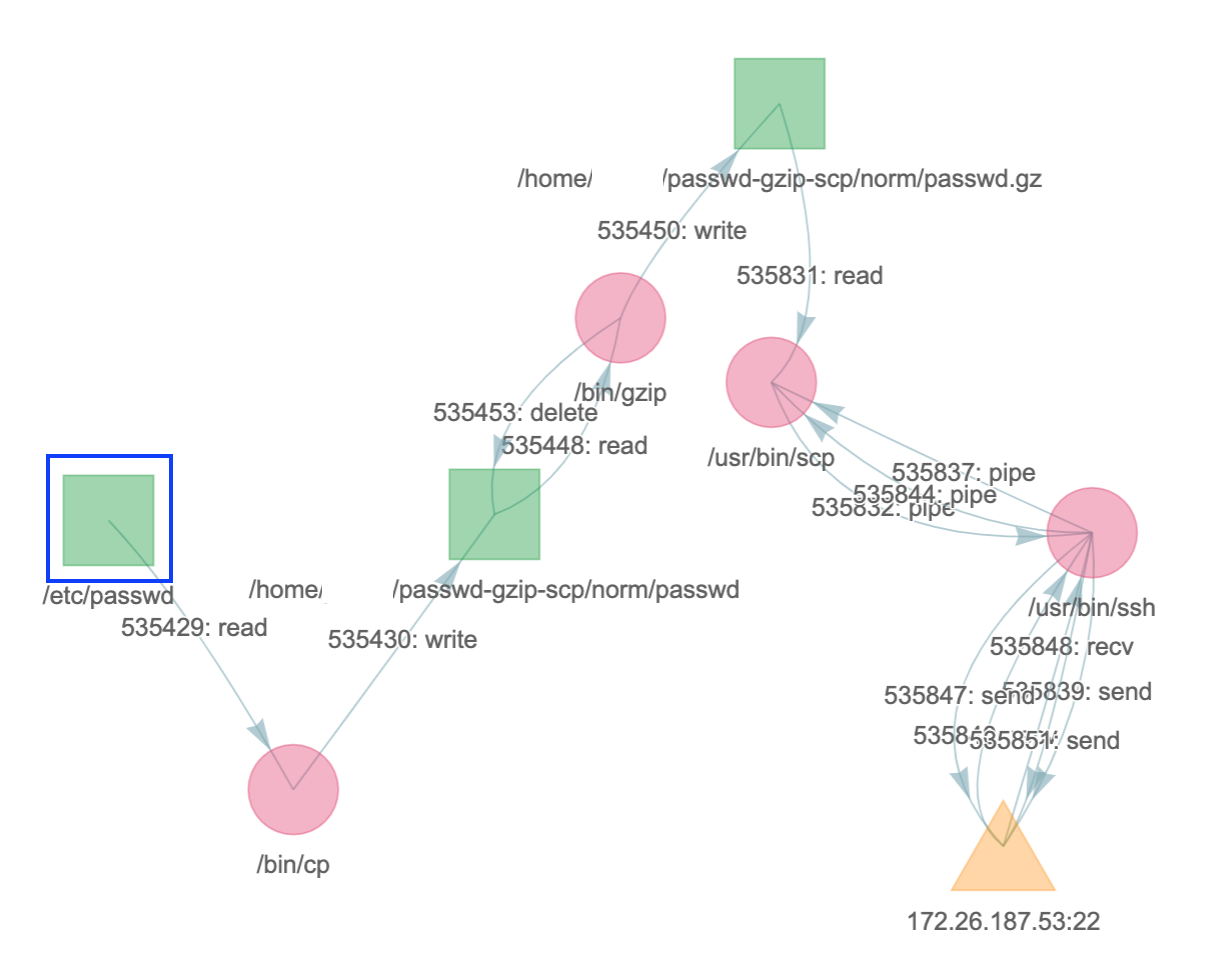 /home/ /passwd-gzip-scp/norm/passwd.gz
535450: write
535831: read
/bin/gzip
535453: delete
535448: read
/usr/bin/scp
535837: pipe
535844: pipe
535832: pipe
/etc/passwd
/home/ /passwd-gzip-scp/norm/passwd
535429: read
535430: write
/usr/bin/ssh
535848: recv
535847: send
535839: send
535851: send
/bin/cp
172.26.187.53:22